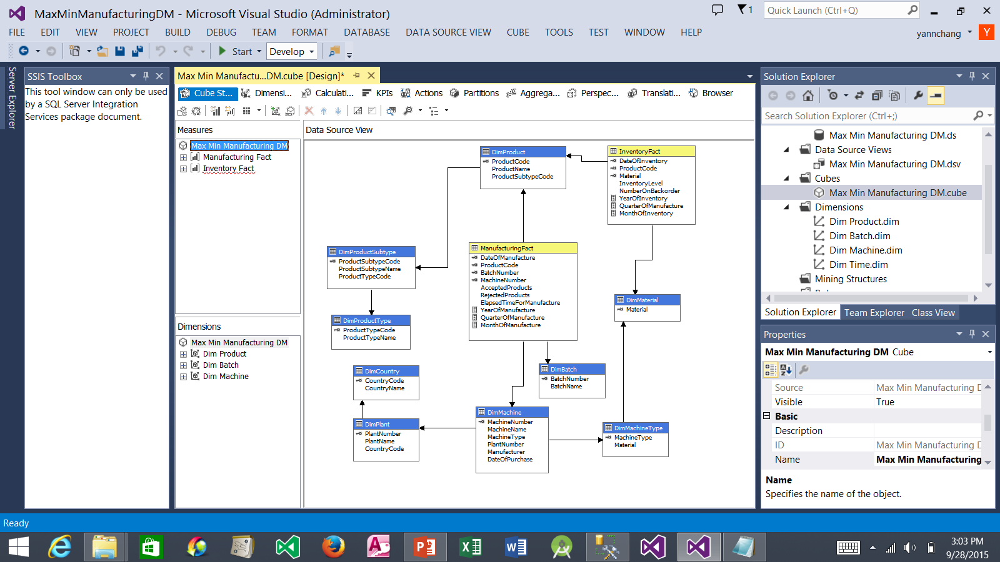 MaxMinManufacturingDM - Microsoft Visual Studio (Administrator)
1
Quick Launch (Ctrl+Q)
FILE EDIT VIEW PROJECT BUILD DEBUG TEAM FORMAT DATABASE DATA SOURCE VIEW CUBE TOOLS TEST WINDOW HELP
yannchang
Y
Start
Develop
Server Explorer
SSIS Toolbox
This tool window can only be used
by a SQL Server Integration
Services package document.
Max Min Manufactu...DM.cube [Design]*
Cube St... Dimensi... Calculati... KPIs Actions Partitions Aggrega... Perspec... Translati... Browser
Measures
Max Min Manufacturing DM
Manufacturing Fact
Inventory Fact
Dimensions
Max Min Manufacturing DM
Dim Product
Dim Batch
Dim Machine
Data Source View
DimProduct
ProductCode
ProductName
ProductSubtypeCode
InventoryFact
DateOfInventory
ProductCode
Material
InventoryLevel
NumberOnBackorder
YearOfInventory
QuarterOfManufacture
MonthOfInventory
DimProductSubtype
ProductSubtypeCode
ProductSubtypeName
ProductTypeCode
ManufacturingFact
DateOfManufacture
ProductCode
BatchNumber
MachineNumber
AcceptedProducts
RejectedProducts
ElapsedTimeForManufacture
YearOfManufacture
QuarterOfManufacture
MonthOfManufacture
DimMaterial
Material
DimProductType
ProductTypeCode
ProductTypeName
DimCountry
CountryCode
CountryName
DimBatch
BatchNumber
BatchName
DimPlant
PlantNumber
PlantName
CountryCode
DimMachine
MachineNumber
MachineName
MachineType
PlantNumber
Manufacturer
DateOfPurchase
DimMachineType
MachineType
Material
Solution Explorer
Search Solution Explorer (Ctrl+;)
Max Min Manufacturing DM.ds
Data Source Views
Max Min Manufacturing DM.dsv
Cubes
Max Min Manufacturing DM.cube
Dimensions
Dim Product.dim
Dim Batch.dim
Dim Machine.dim
Dim Time.dim
Mining Structures
Solution Explorer Team Explorer Class View
Properties
Max Min Manufacturing DM Cube
Source Max Min Manufacturing D
Visible True
Basic
Description
ID Max Min Manufacturing D
Name Max Min Manufacturing
Name
Specifies the name of the object.
Ready
3:03 PM
9/28/2015